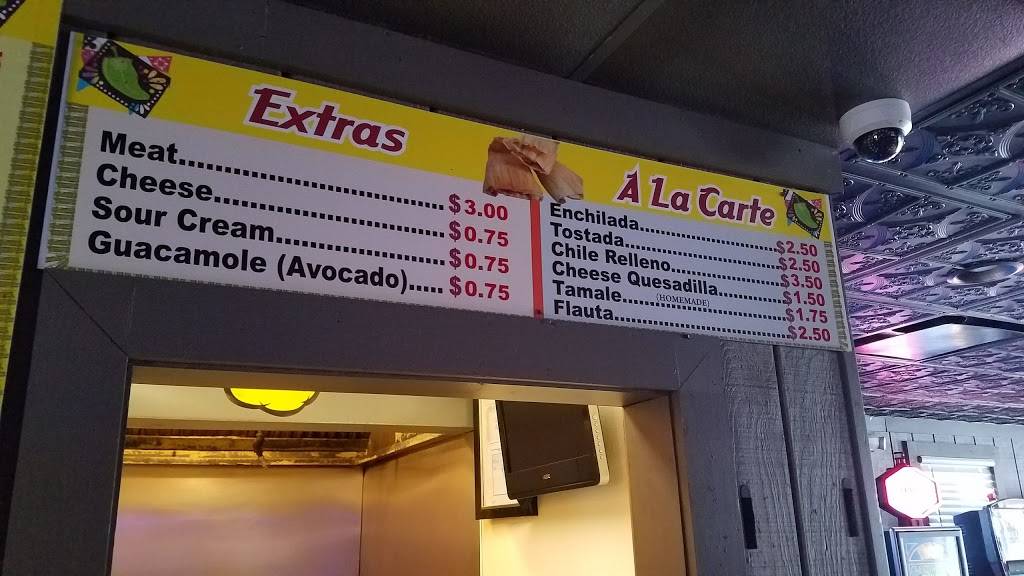 Extras
Meat..........$3.00
Cheese..........$0.75
Sour Cream..........$0.75
Guacamole (Avocado).....$0.75
A La Carte
Enchilada..........$2.50
Tostada..........$2.50
Chile Relleno..........$3.50
Cheese Quesadilla..........$1.50
Tamale..........(HOMEMADE)..........$1.75
Flauta..........$2.50